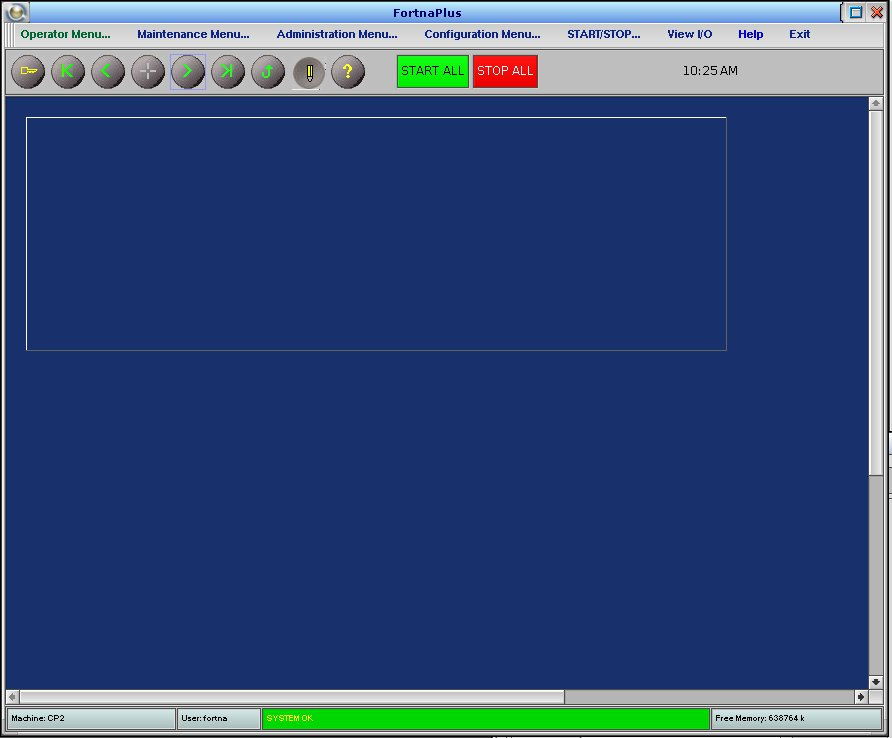 FortnaPlus
Operator Menu... Maintenance Menu... Administration Menu... Configuration Menu... START/STOP... View I/O Help Exit
? START ALL STOP ALL 10:25 AM
Machine: CP2 User: fortna SYSTEM OK Free Memory: 638764 k